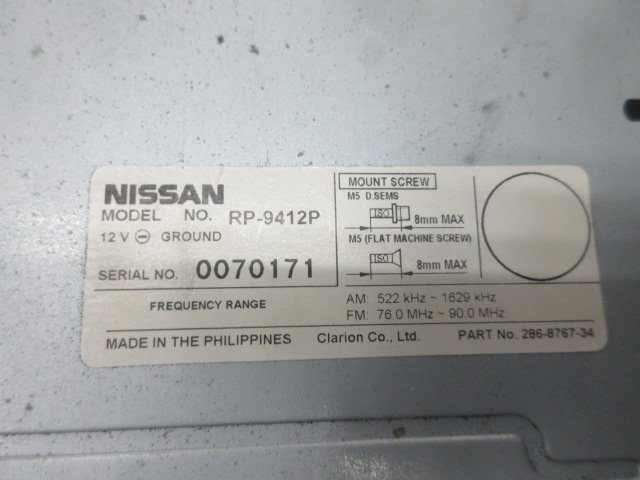 NISSAN
MODEL NO. RP-9412P
12 V ⊖ GROUND
SERIAL NO. 0070171
MOUNT SCREW
M5 D.SEMS
ISO 8mm MAX
M5 (FLAT MACHINE SCREW)
ISO 8mm MAX
FREQUENCY RANGE
AM: 522 kHz ~ 1629 kHz
FM: 76.0 MHz ~ 90.0 MHz
MADE IN THE PHILIPPINES Clarion Co., Ltd. PART No. 286-8767-34